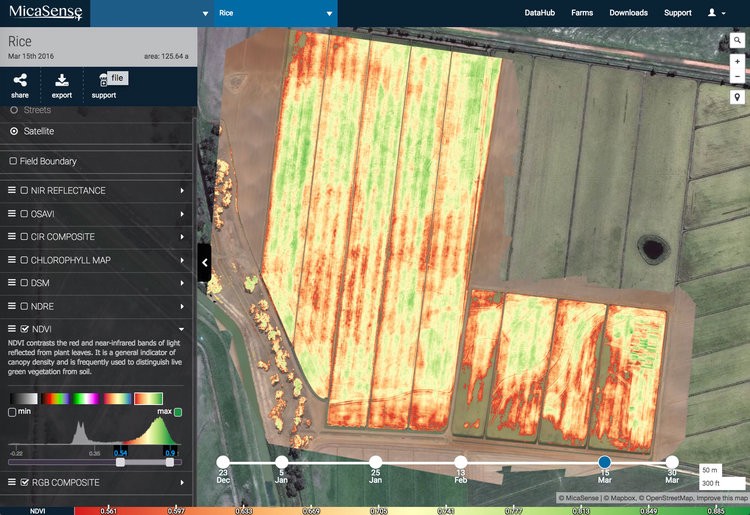 MicaSense
Rice
DataHub
Farms
Downloads
Support
Rice
Mar 15th 2016
area: 125.64 a
share
export
file
support
Streets
Satellite
Field Boundary
NIR REFLECTANCE
OSAVI
CIR COMPOSITE
CHLOROPHYLL MAP
DSM
NDRE
NDVI
NDVI contrasts the red and near-infrared bands of light
reflected from plant leaves. It is a general indicator of
canopy density and is frequently used to distinguish live
green vegetation from soil.
min
max
-0.22
0.35
0.54
0.9
RGB COMPOSITE
23
Dec
5
Jan
25
Jan
13
Feb
15
Mar
30
Mar
50 m
300 ft
© MicaSense | © Mapbox, © OpenStreetMap, Improve this map
NDVI
0.561
0.597
0.633
0.669
0.705
0.741
0.777
0.813
0.849
0.885